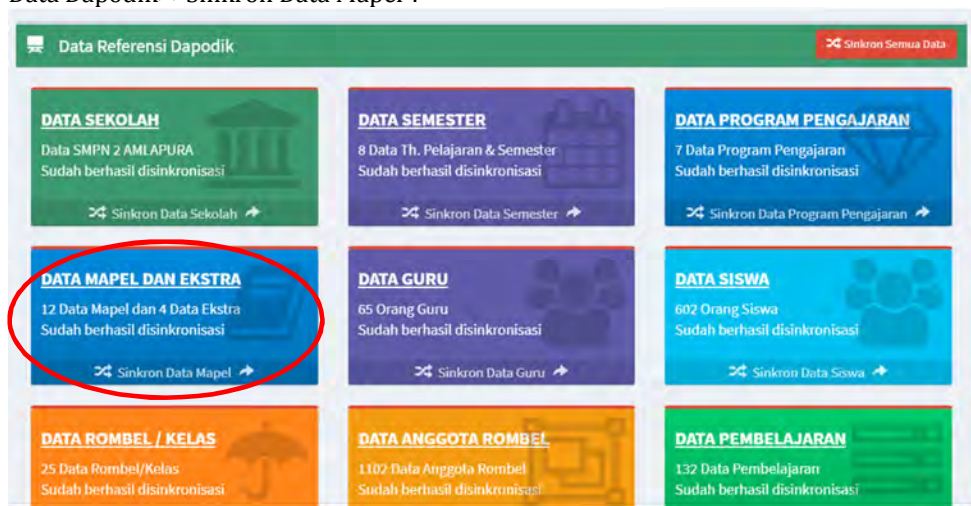 Data Dapodik → Sinkron Data Mapel .
Data Referensi Dapodik
Sinkron Semua Data
DATA SEKOLAH
Data SMPN 2 AMLAPURA
Sudah berhasil disinkronisasi
Sinkron Data Sekolah
DATA SEMESTER
8 Data Th. Pelajaran & Semester
Sudah berhasil disinkronisasi
Sinkron Data Semester
DATA PROGRAM PENGAJARAN
7 Data Program Pengajaran
Sudah berhasil disinkronisasi
Sinkron Data Program Pengajaran
DATA MAPEL DAN EKSTRA
12 Data Mapel dan 4 Data Ekstra
Sudah berhasil disinkronisasi
Sinkron Data Mapel
DATA GURU
65 Orang Guru
Sudah berhasil disinkronisasi
Sinkron Data Guru
DATA SISWA
602 Orang Siswa
Sudah berhasil disinkronisasi
Sinkron Data Siswa
DATA ROMBEL / KELAS
25 Data Rombel/Kelas
Sudah berhasil disinkronisasi
DATA ANGGOTA ROMBEL
1102 Data Anggota Rombel
Sudah berhasil disinkronisasi
DATA PEMBELAJARAN
132 Data Pembelajaran
Sudah berhasil disinkronisasi